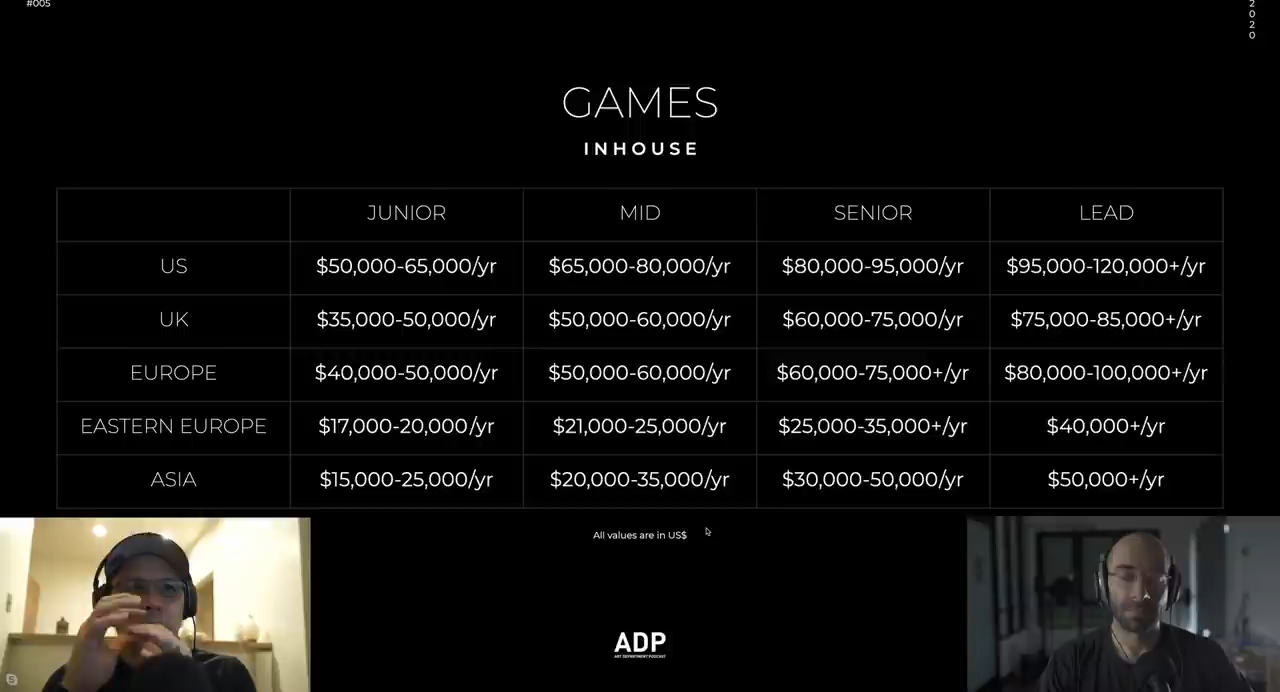 #005
2
0
2
0
GAMES
INHOUSE
JUNIOR MID SENIOR LEAD
US $50,000-65,000/yr $65,000-80,000/yr $80,000-95,000/yr $95,000-120,000+/yr
UK $35,000-50,000/yr $50,000-60,000/yr $60,000-75,000/yr $75,000-85,000+/yr
EUROPE $40,000-50,000/yr $50,000-60,000/yr $60,000-75,000+/yr $80,000-100,000+/yr
EASTERN EUROPE $17,000-20,000/yr $21,000-25,000/yr $25,000-35,000+/yr $40,000+/yr
ASIA $15,000-25,000/yr $20,000-35,000/yr $30,000-50,000/yr $50,000+/yr
All values are in US$
ADP
ART DEPARTMENT PODCAST